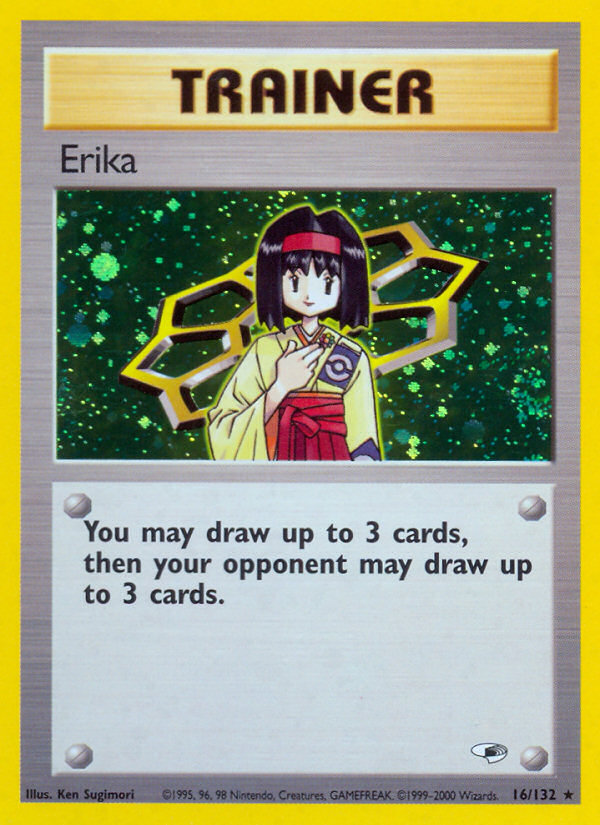 TRAINER
Erika
You may draw up to 3 cards,
then your opponent may draw up
to 3 cards.
Illus. Ken Sugimori ©1995, 96, 98 Nintendo, Creatures, GAMEFREAK. ©1999-2000 Wizards. 16/132 ★